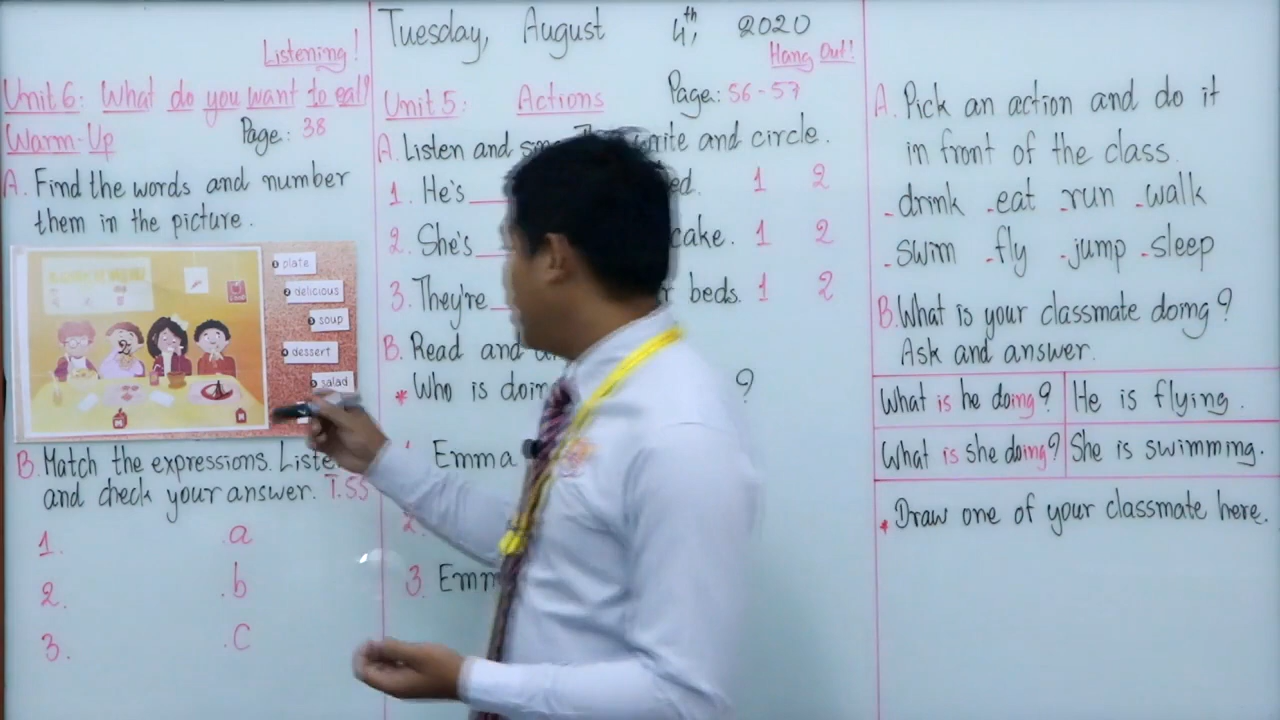 Tuesday, August 4th, 2020
Listening!
Unit 6: What do you want to eat?
Warm-Up
Page: 38
A. Find the words and number
them in the picture.
plate
delicious
soup
dessert
salad
B. Match the expressions.
and check your answer. T.55
1. .a
2. .b
3. .c
Hang Out!
Unit 5: Actions
Page: 56-57
A. Listen and and circle.
1. He's 1 2
2. She's cake. 1 2
3. They're beds. 1 2
B. Read and
* Who is ?
Emma
2.
3.
A. Pick an action and do it
in front of the class.
- drink - eat - run - walk
- swim - fly - jump - sleep
B. What is your classmate doing?
Ask and answer.
What is he doing? He is flying.
What is she doing? She is swimming.
* Draw one of your classmate here.